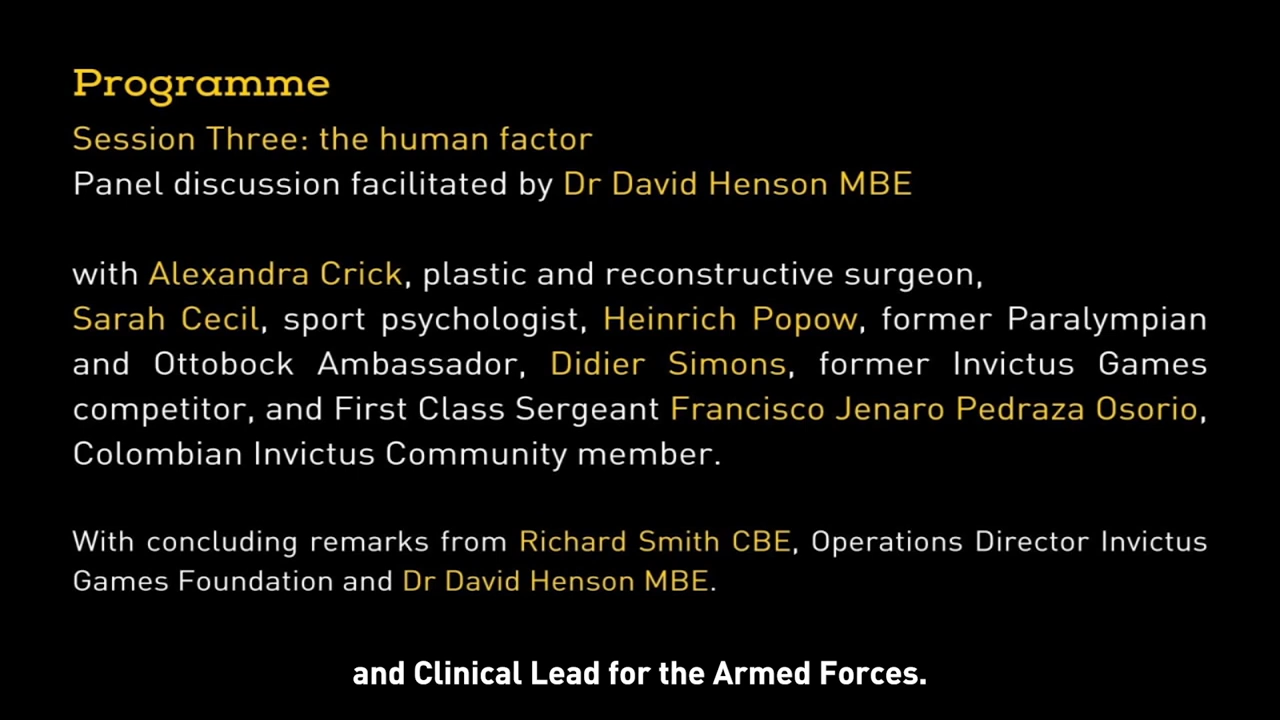 Programme
Session Three: the human factor
Panel discussion facilitated by Dr David Henson MBE
with Alexandra Crick, plastic and reconstructive surgeon,
Sarah Cecil, sport psychologist, Heinrich Popow, former Paralympian
and Ottobock Ambassador, Didier Simons, former Invictus Games
competitor, and First Class Sergeant Francisco Jenaro Pedraza Osorio,
Colombian Invictus Community member.
With concluding remarks from Richard Smith CBE, Operations Director Invictus
Games Foundation and Dr David Henson MBE.
and Clinical Lead for the Armed Forces.